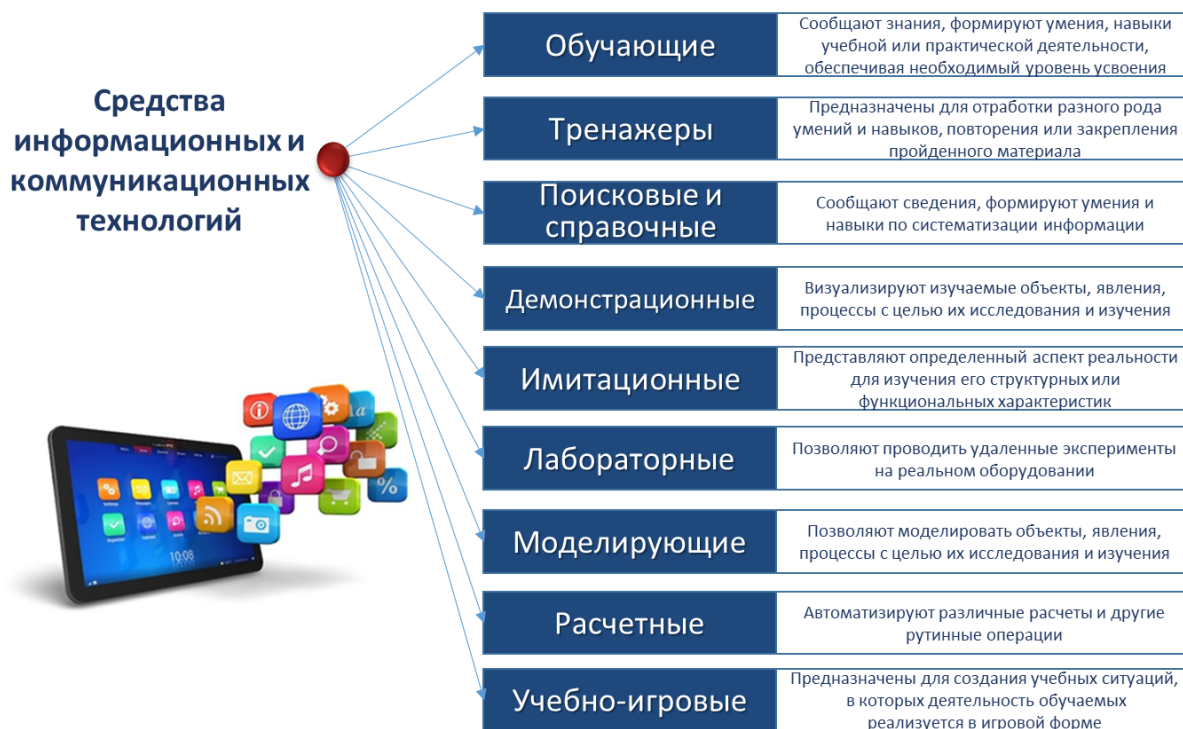 Средства
информационных и
коммуникационных
технологий
Обучающие
Сообщают знания, формируют умения, навыки
учебной или практической деятельности,
обеспечивая необходимый уровень усвоения
Тренажеры
Предназначены для отработки разного рода
умений и навыков, повторения или закрепления
пройденного материала
Поисковые и
справочные
Сообщают сведения, формируют умения и
навыки по систематизации информации
Демонстрационные
Визуализируют изучаемые объекты, явления,
процессы с целью их исследования и изучения
Имитационные
Представляют определенный аспект реальности
для изучения его структурных или
функциональных характеристик
Лабораторные
Позволяют проводить удаленные эксперименты
на реальном оборудовании
Моделирующие
Позволяют моделировать объекты, явления,
процессы с целью их исследования и изучения
Расчетные
Автоматизируют различные расчеты и другие
рутинные операции
Учебно-игровые
Предназначены для создания учебных ситуаций,
в которых деятельность обучаемых
реализуется в игровой форме
Aa
%
10:08